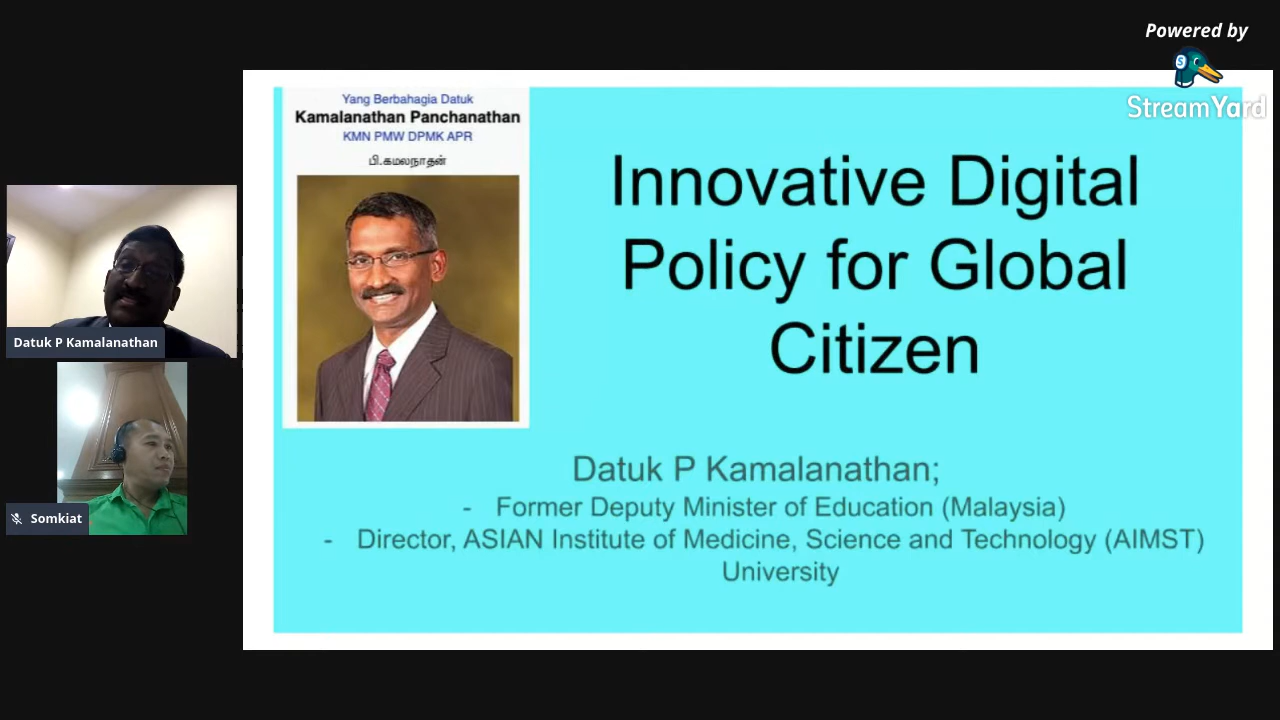 Powered by
StreamYard
Yang Berbahagia Datuk
Kamalanathan Panchanathan
KMN PMW DPMK APR
பி.கமலநாதன்
Innovative Digital
Policy for Global
Citizen
Datuk P Kamalanathan;
- Former Deputy Minister of Education (Malaysia)
- Director, ASIAN Institute of Medicine, Science and Technology (AIMST)
University
Datuk P Kamalanathan
Somkiat